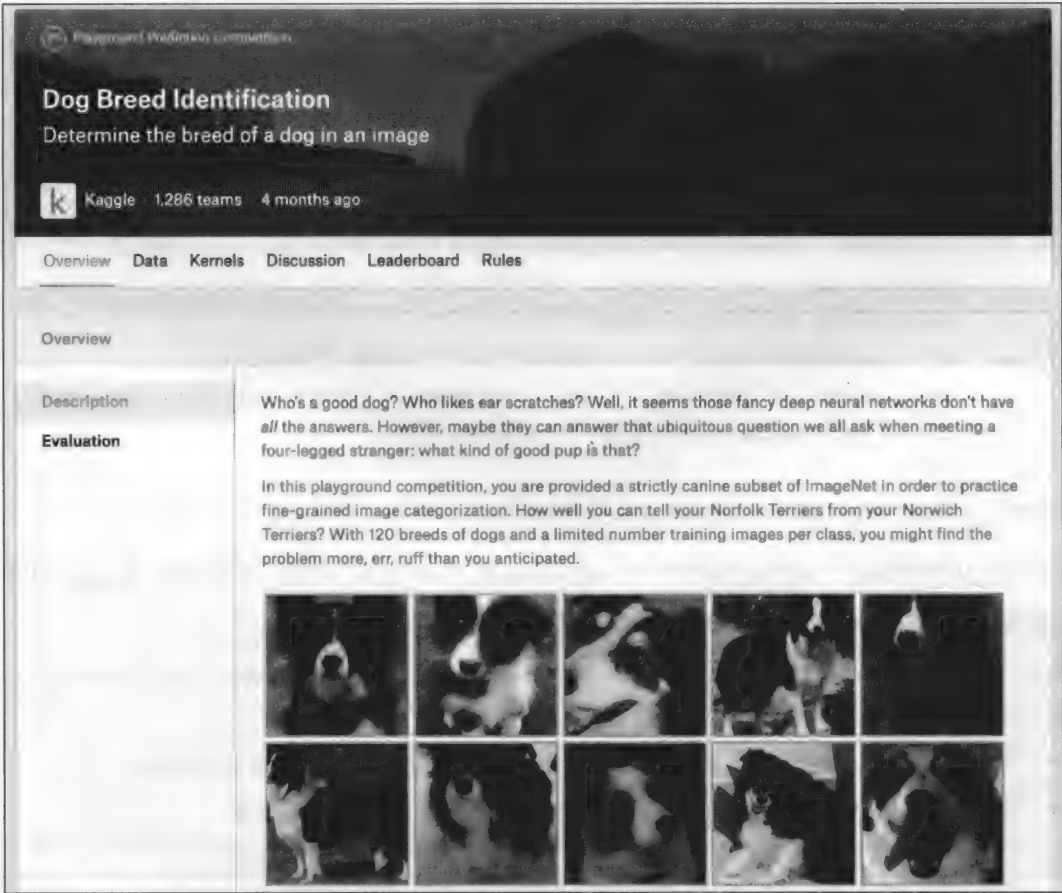 Playground Prediction Competition
Dog Breed Identification
Determine the breed of a dog in an image
k
Kaggle · 1,286 teams · 4 months ago
Overview Data Kernels Discussion Leaderboard Rules
Overview
Description
Evaluation
Who's a good dog? Who likes ear scratches? Well, it seems those fancy deep neural networks don't have
all the answers. However, maybe they can answer that ubiquitous question we all ask when meeting a
four-legged stranger: what kind of good pup is that?
In this playground competition, you are provided a strictly canine subset of ImageNet in order to practice
fine-grained image categorization. How well you can tell your Norfolk Terriers from your Norwich
Terriers? With 120 breeds of dogs and a limited number training images per class, you might find the
problem more, err, ruff than you anticipated.